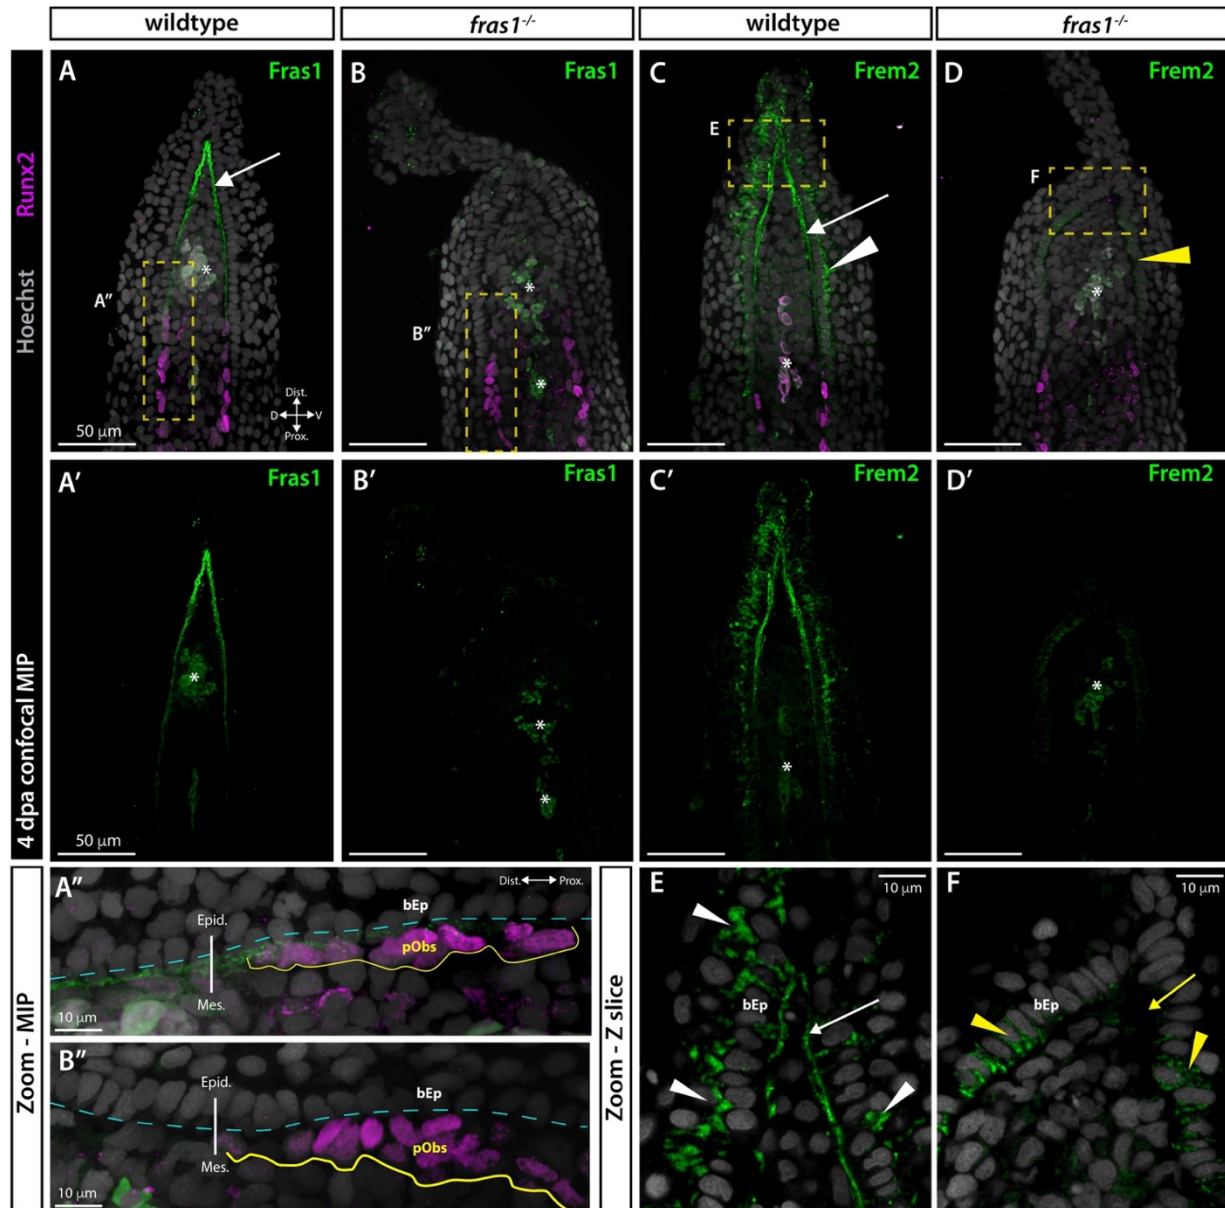 wildtype
fras1-/-
wildtype
fras1-/-
Hoechst Runx2
A
Fras1
A"
50 µm
Dist.
D V
Prox.
B
Fras1
B"
C
Frem2
E
D
Frem2
F
4 dpa confocal MIP
A'
Fras1
50 µm
B'
Fras1
C'
Frem2
D'
Frem2
Zoom - MIP
A"
Dist. Prox.
Epid.
bEp
pObs
Mes.
10 µm
B"
Epid.
bEp
pObs
Mes.
10 µm
Zoom - Z slice
E
10 µm
bEp
F
10 µm
bEp